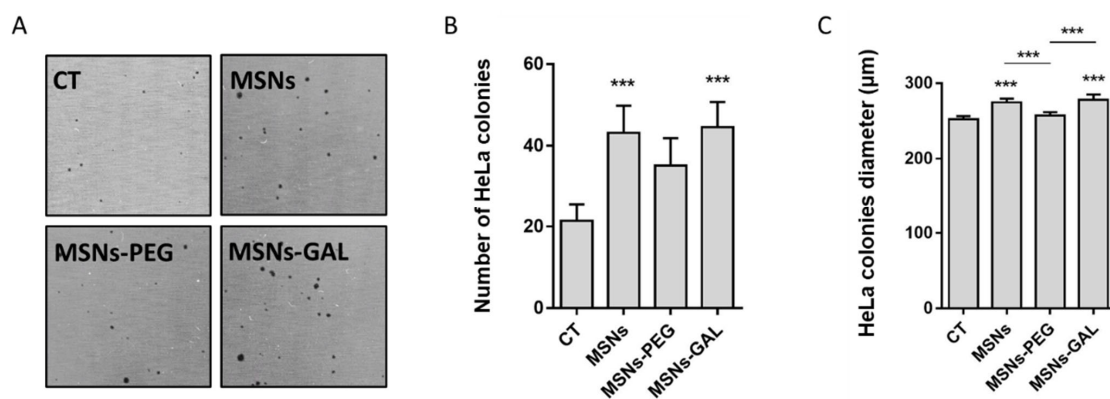 A
CT
MSNs
MSNs-PEG
MSNs-GAL
B
Number of HeLa colonies
60
40
20
0
***
***
CT
MSNs
MSNs-PEG
MSNs-GAL
C
HeLa colonies diameter (µm)
300
200
100
0
***
***
***
***
CT
MSNs
MSNs-PEG
MSNs-GAL